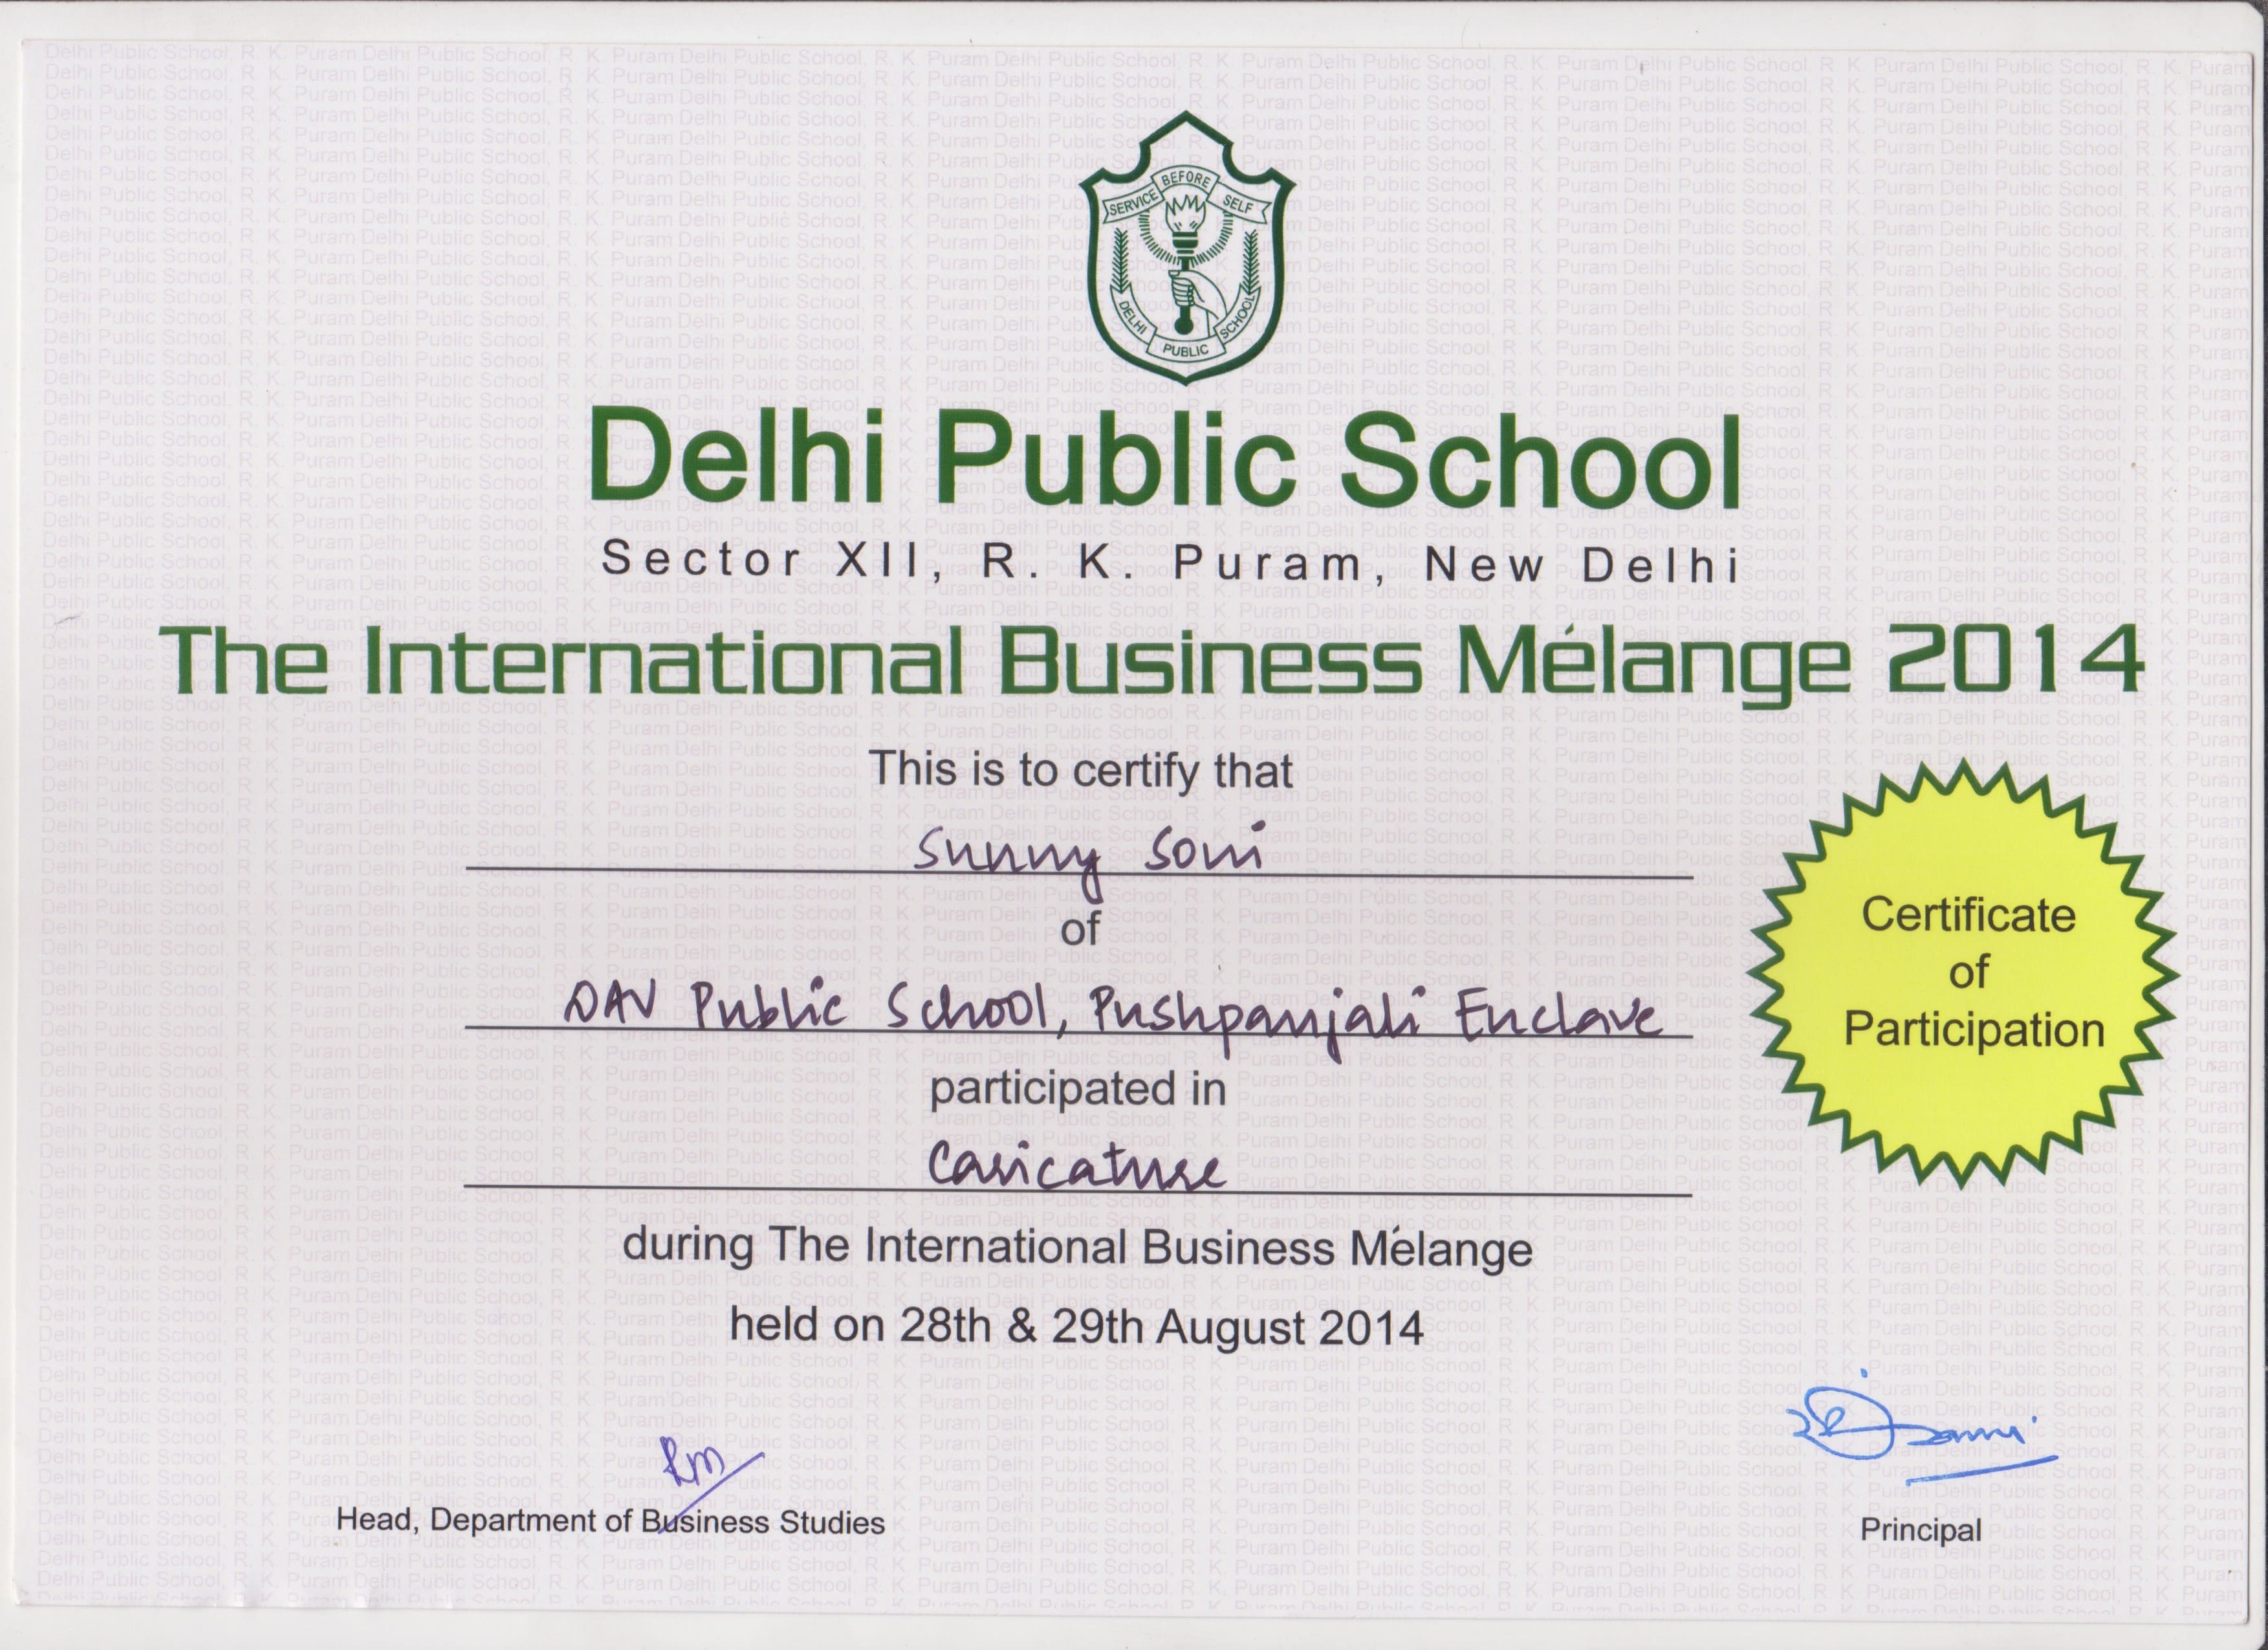 SERVICE BEFORE SELF
DELHI PUBLIC SCHOOL
Delhi Public School
Sector XII, R. K. Puram, New Delhi
The International Business Mélange 2014
This is to certify that
Sunny Soni
of
DAV Public School, Pushpanjali Enclave
participated in
Caricature
during The International Business Mélange
held on 28th & 29th August 2014
Certificate
of
Participation
Head, Department of Business Studies
Principal